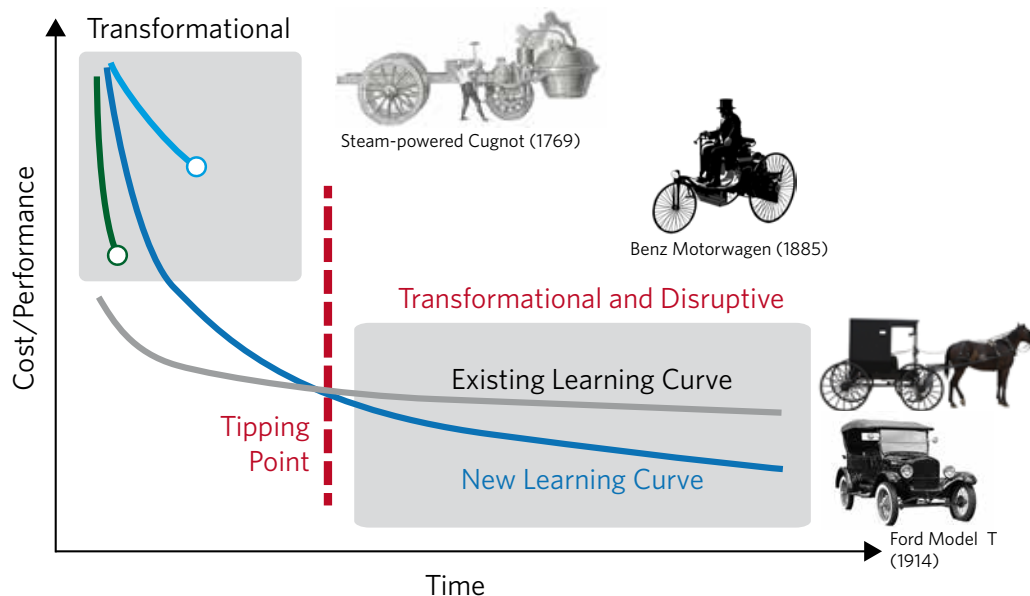 Transformational
Steam-powered Cugnot (1769)
Benz Motorwagen (1885)
Cost/Performance
Transformational and Disruptive
Existing Learning Curve
Tipping
Point
New Learning Curve
Ford Model T
(1914)
Time